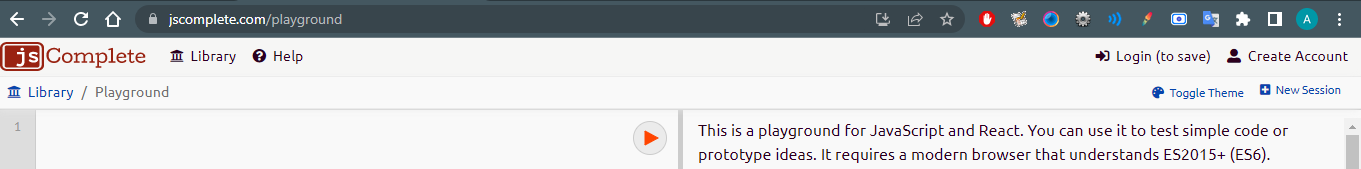 jscomplete.com/playground
A
jsComplete
Library
Help
Login (to save)
Create Account
Library / Playground
Toggle Theme
New Session
1
This is a playground for JavaScript and React. You can use it to test simple code or
prototype ideas. It requires a modern browser that understands ES2015+ (ES6).